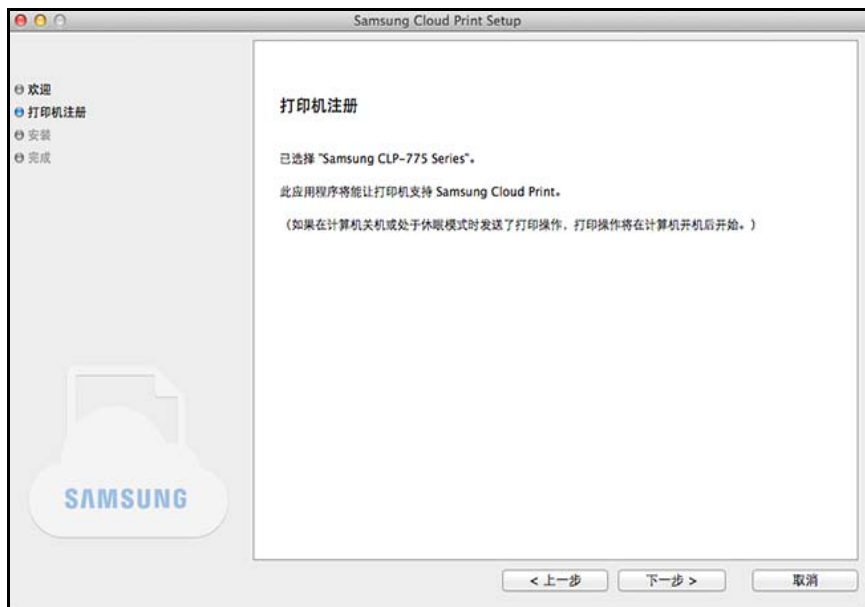 Samsung Cloud Print Setup
欢迎
打印机注册
安装
完成
打印机注册
已选择 "Samsung CLP-775 Series"。
此应用程序将能让打印机支持 Samsung Cloud Print。
（如果在计算机关机或处于休眠模式时发送了打印操作，打印操作将在计算机开机后开始。）
SAMSUNG
< 上一步
下一步 >
取消